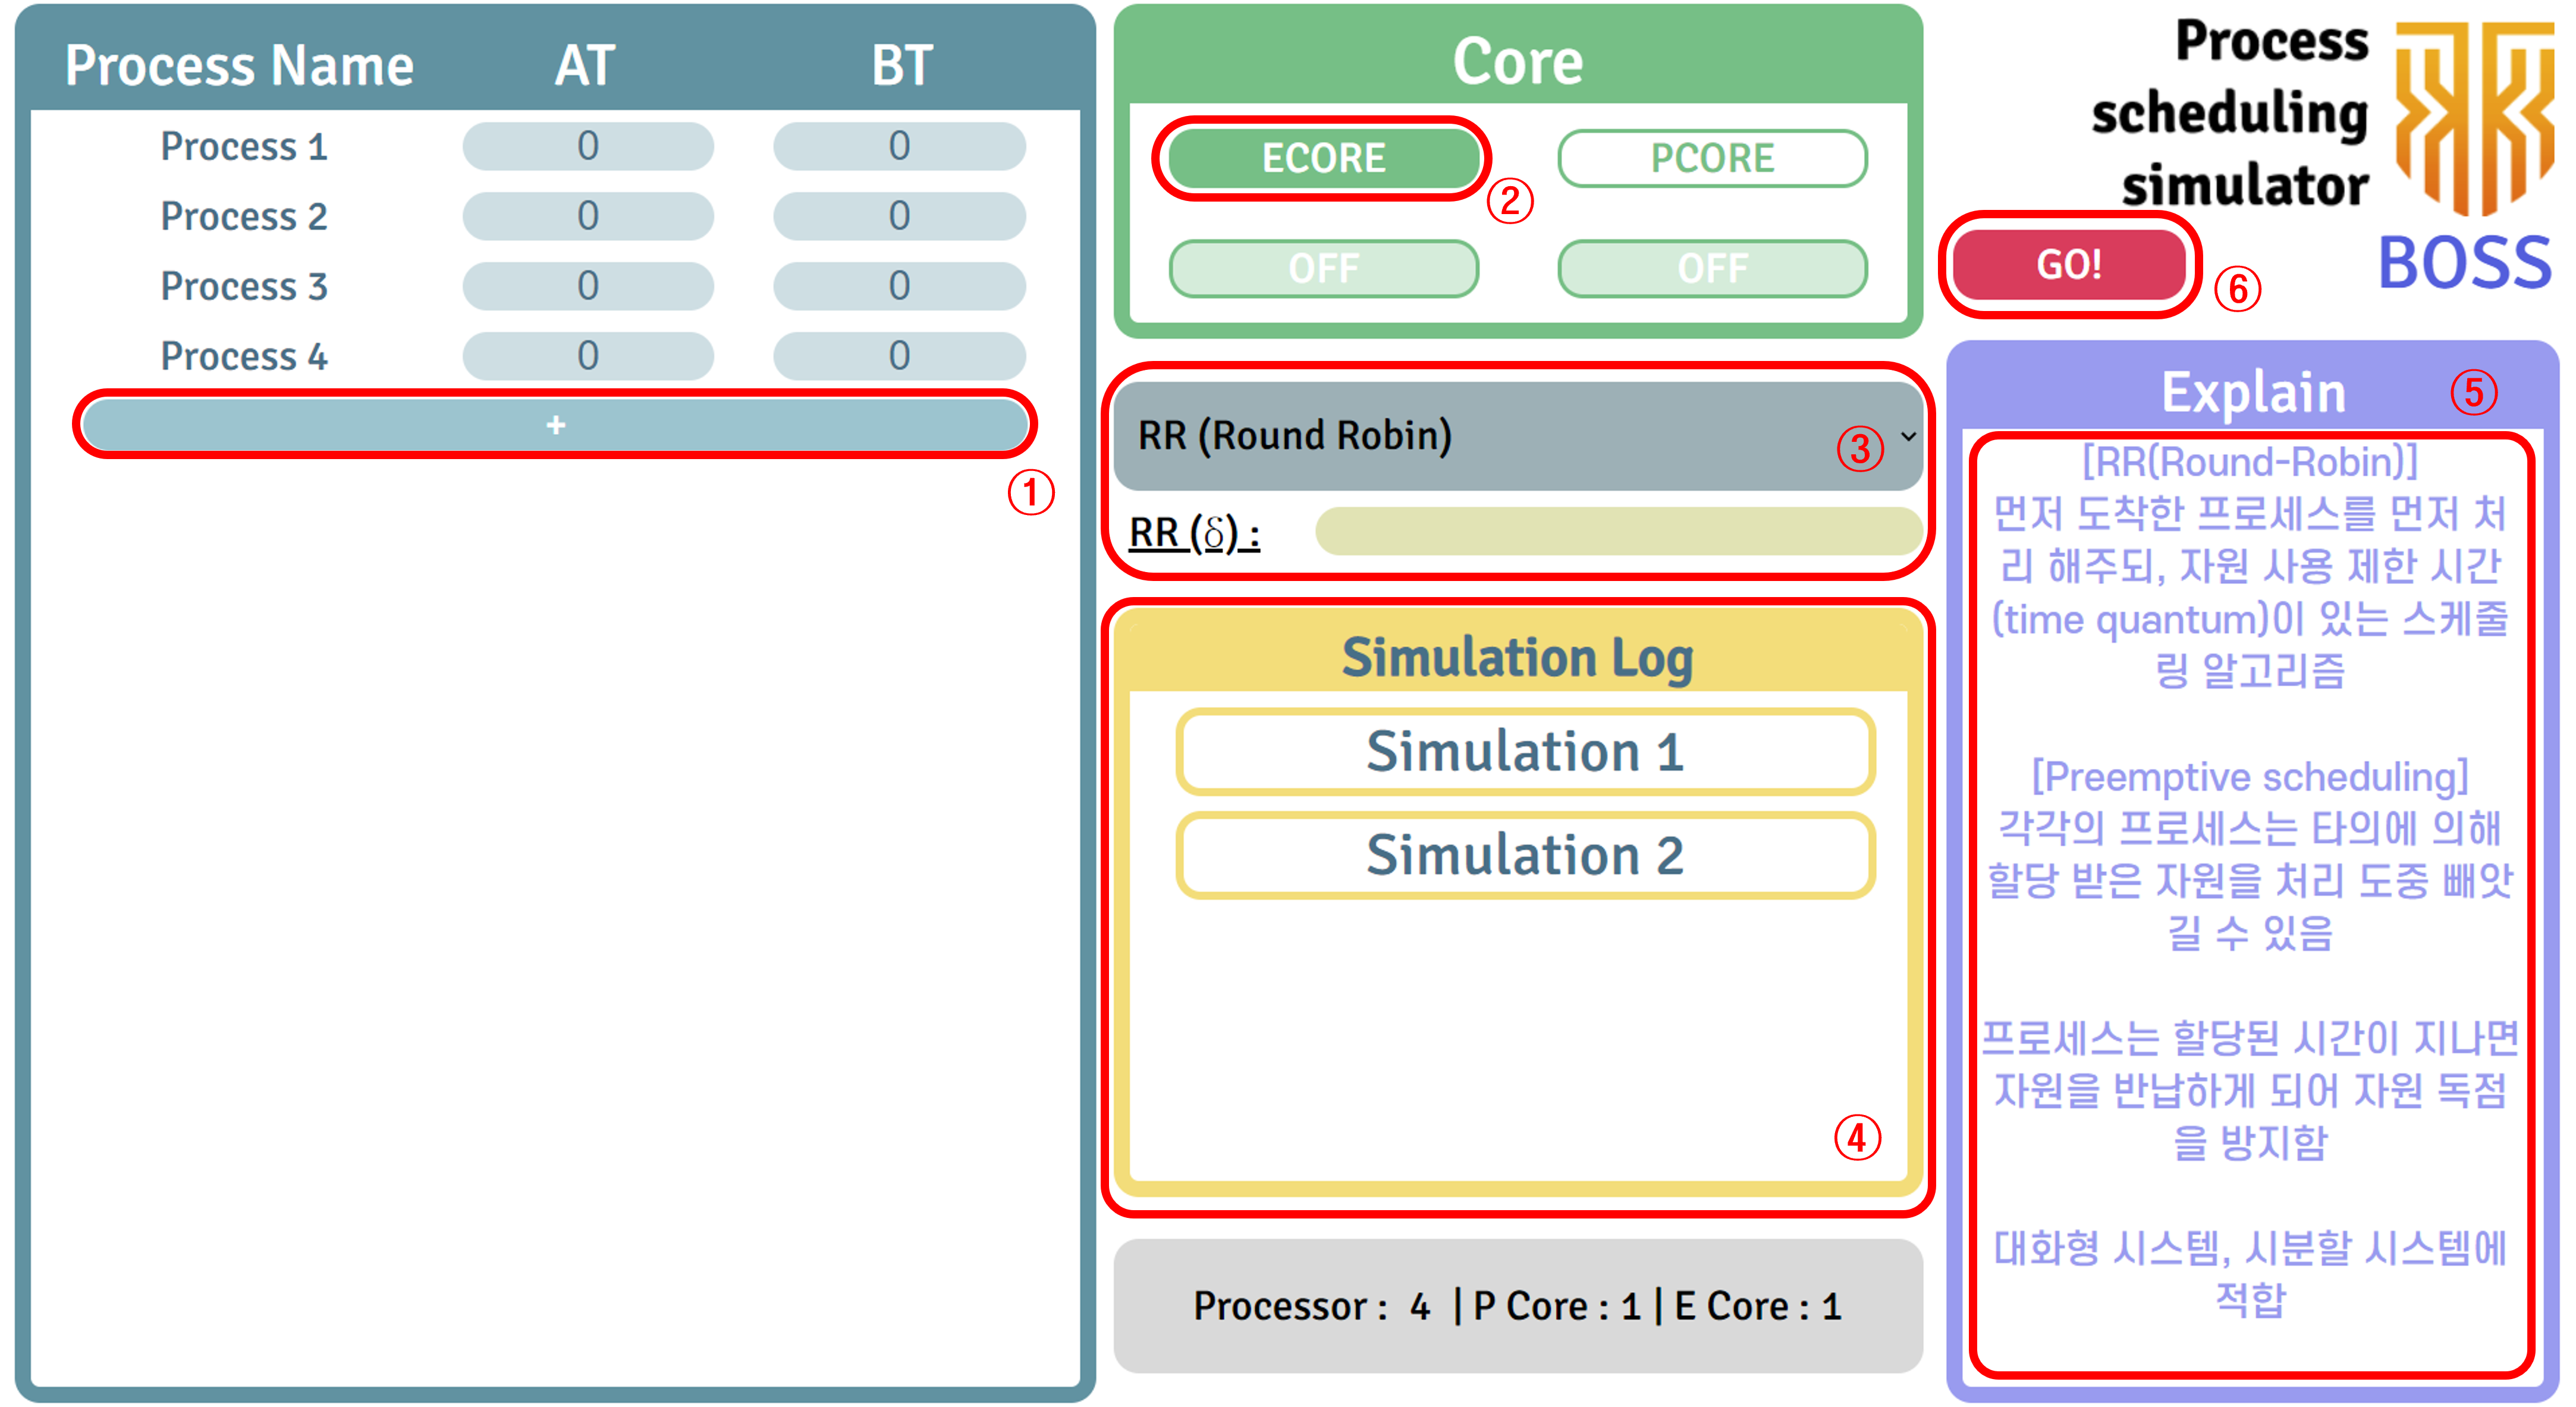 Process Name AT BT
Process 1 0 0
Process 2 0 0
Process 3 0 0
Process 4 0 0
+
①
Core
ECORE PCORE
②
OFF OFF
RR (Round Robin) ③
RR (δ) :
Simulation Log
Simulation 1
Simulation 2
④
Processor : 4 | P Core : 1 | E Core : 1
Process
scheduling
simulator
BOSS
GO!
⑥
Explain ⑤
[RR(Round-Robin)]
먼저 도착한 프로세스를 먼저 처
리 해주되, 자원 사용 제한 시간
(time quantum)이 있는 스케줄
링 알고리즘
[Preemptive scheduling]
각각의 프로세스는 타의에 의해
할당 받은 자원을 처리 도중 빼앗
길 수 있음
프로세스는 할당된 시간이 지나면
자원을 반납하게 되어 자원 독점
을 방지함
대화형 시스템, 시분할 시스템에
적합